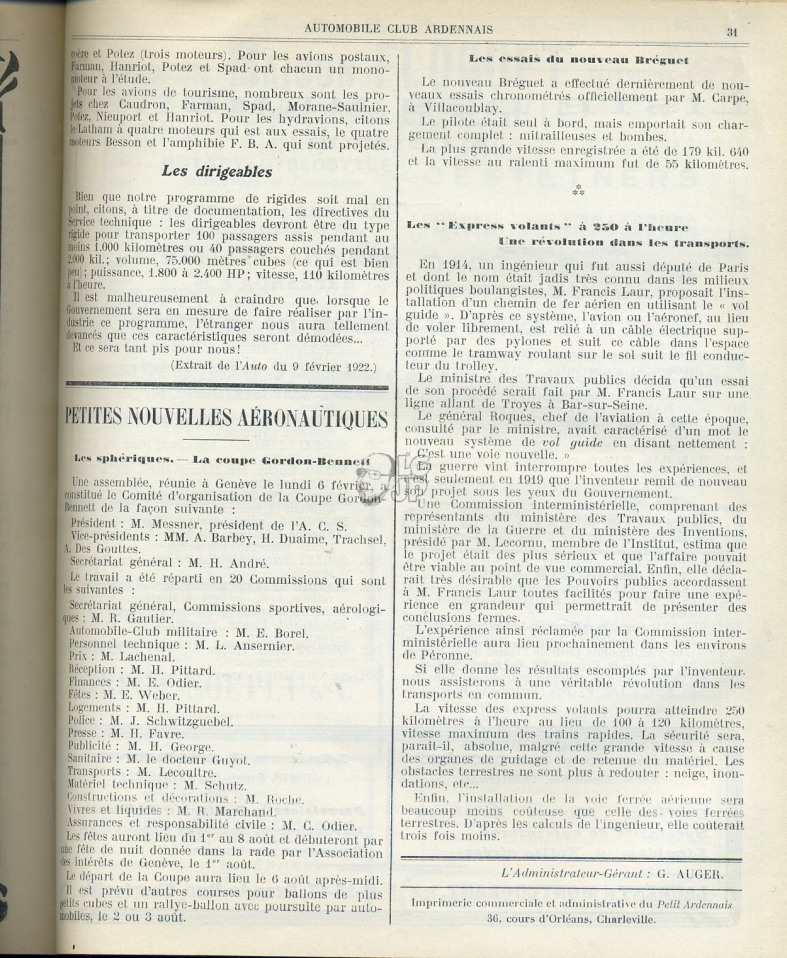 AUTOMOBILE CLUB ARDENNAIS 31
et Potez (trois moteurs). Pour les avions postaux,
Farman, Hanriot, Potez et Spad ont chacun un mono-
moteur à l'étude.
Pour les avions de tourisme, nombreux sont les pro-
jets chez Caudron, Farman, Spad, Morane-Saulnier,
Potez, Nieuport et Hanriot. Pour les hydravions, citons
le Latham à quatre moteurs qui est aux essais, le quatre
moteurs Besson et l'amphibie F. B. A. qui sont projetés.
Les dirigeables
Bien que notre programme de rigides soit mal en
point, citons, à titre de documentation, les directives du
Service technique : les dirigeables devront être du type
rigide pour transporter 100 passagers assis pendant au
moins 1.000 kilomètres ou 40 passagers couchés pendant
2.000 kil.; volume, 75.000 mètres cubes (ce qui est bien
peu); puissance, 1.800 à 2.400 HP; vitesse, 110 kilomètres
à l'heure.
Il est malheureusement à craindre que, lorsque le
Gouvernement sera en mesure de faire réaliser par l'in-
dustrie ce programme, l'étranger nous aura tellement
devancés que ces caractéristiques seront démodées...
Et ce sera tant pis pour nous!
(Extrait de l'Auto du 9 février 1922.)
PETITES NOUVELLES AÉRONAUTIQUES
Les sphériques. — La coupe Gordon-Bennett
Une assemblée, réunie à Genève le lundi 6 février, a
constitué le Comité d'organisation de la Coupe Gordon-
Bennett de la façon suivante :
Président : M. Messner, président de l'A. C. S.
Vice-présidents : MM. A. Barbey, H. Duaime, Trachsel,
A. Des Gouttes.
Secrétariat général : M. H. André.
Le travail a été réparti en 20 Commissions qui sont
les suivantes :
Secrétariat général, Commissions sportives, aérologi-
ques : M. R. Gautier.
Automobile-Club militaire : M. E. Borel.
Personnel technique : M. L. Ansernier.
Prix : M. Lachenal.
Réception : M. H. Pittard.
Finances : M. E. Odier.
Fêtes : M. E. Weber.
Logements : M. H. Pittard.
Police : M. J. Schwitzguebel.
Presse : M. H. Favre.
Publicité : M. H. George.
Sanitaire : M. le docteur Guyot.
Transports : M. Lecoultre.
Matériel technique : M. Schutz.
Constructions et décorations : M. Roche.
Vivres et liquides : M. R. Marchand.
Assurances et responsabilité civile : M. C. Odier.
Les fêtes auront lieu du 1er au 8 août et débuteront par
une fête de nuit donnée dans la rade par l'Association
des intérêts de Genève, le 1er août.
Le départ de la Coupe aura lieu le 6 août après-midi.
Il est prévu d'autres courses pour ballons de plus
petits cubes et un rallye-ballon avec poursuite par auto-
mobiles, le 2 ou 3 août.
Les essais du nouveau Bréguet
Le nouveau Bréguet a effectué dernièrement de nou-
veaux essais chronométrés officiellement par M. Carpe,
à Villacoublay.
Le pilote était seul à bord, mais emportait son char-
gement complet : mitrailleuses et bombes.
La plus grande vitesse enregistrée a été de 179 kil. 640
et la vitesse au ralenti maximum fut de 55 kilomètres.
*
**
Les "Express volants" à 250 à l'heure
Une révolution dans les transports.
En 1914, un ingénieur qui fut aussi député de Paris
et dont le nom était jadis très connu dans les milieux
politiques boulangistes, M. Francis Laur, proposait l'ins-
tallation d'un chemin de fer aérien en utilisant le « vol
guide ». D'après ce système, l'avion ou l'aéronef, au lieu
de voler librement, est relié à un câble électrique sup-
porté par des pylones et suit ce câble dans l'espace
comme le tramway roulant sur le sol suit le fil conduc-
teur du trolley.
Le ministre des Travaux publics décida qu'un essai
de son procédé serait fait par M. Francis Laur sur une
ligne allant de Troyes à Bar-sur-Seine.
Le général Roques, chef de l'aviation à cette époque,
consulté par le ministre, avait caractérisé d'un mot le
nouveau système de vol guide en disant nettement :
« C'est une voie nouvelle. »
La guerre vint interrompre toutes les expériences, et
c'est seulement en 1919 que l'inventeur remit de nouveau
son projet sous les yeux du Gouvernement.
Une Commission interministérielle, comprenant des
représentants du ministère des Travaux publics, du
ministère de la Guerre et du ministère des Inventions,
présidé par M. Lecornu, membre de l'Institut, estima que
le projet était des plus sérieux et que l'affaire pouvait
être viable au point de vue commercial. Enfin, elle décla-
rait très désirable que les Pouvoirs publics accordassent
à M. Francis Laur toutes facilités pour faire une expé-
rience en grandeur qui permettrait de présenter des
conclusions fermes.
L'expérience ainsi réclamée par la Commission inter-
ministérielle aura lieu prochainement dans les environs
de Péronne.
Si elle donne les résultats escomptés par l'inventeur,
nous assisterons à une véritable révolution dans les
transports en commun.
La vitesse des express volants pourra atteindre 250
kilomètres à l'heure au lieu de 100 à 120 kilomètres,
vitesse maximum des trains rapides. La sécurité sera,
paraît-il, absolue, malgré cette grande vitesse à cause
des organes de guidage et de retenue du matériel. Les
obstacles terrestres ne sont plus à redouter : neige, inon-
dations, etc...
Enfin, l'installation de la voie ferrée aérienne sera
beaucoup moins coûteuse que celle des voies ferrées
terrestres. D'après les calculs de l'ingénieur, elle coûterait
trois fois moins.
L'Administrateur-Gérant : G. AUGER.
Imprimerie commerciale et administrative du Petit Ardennais
36, cours d'Orléans, Charleville.